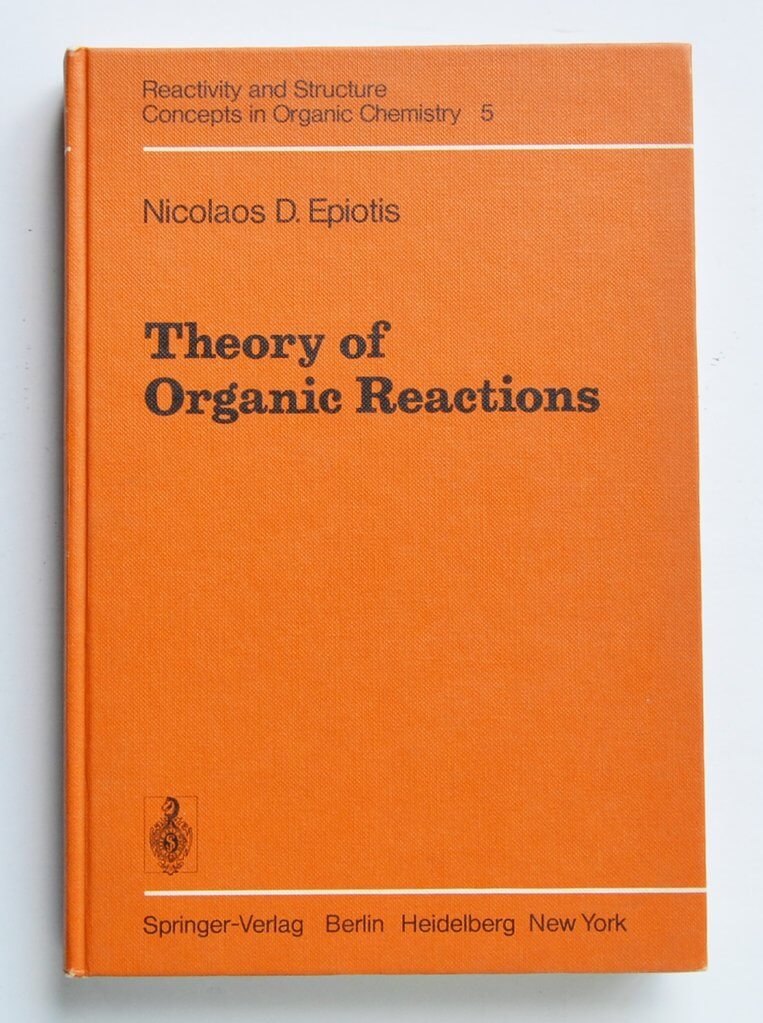 Reactivity and Structure
Concepts in Organic Chemistry 5
Nicolaos D. Epiotis
Theory of
Organic Reactions
S
Springer-Verlag Berlin Heidelberg New York